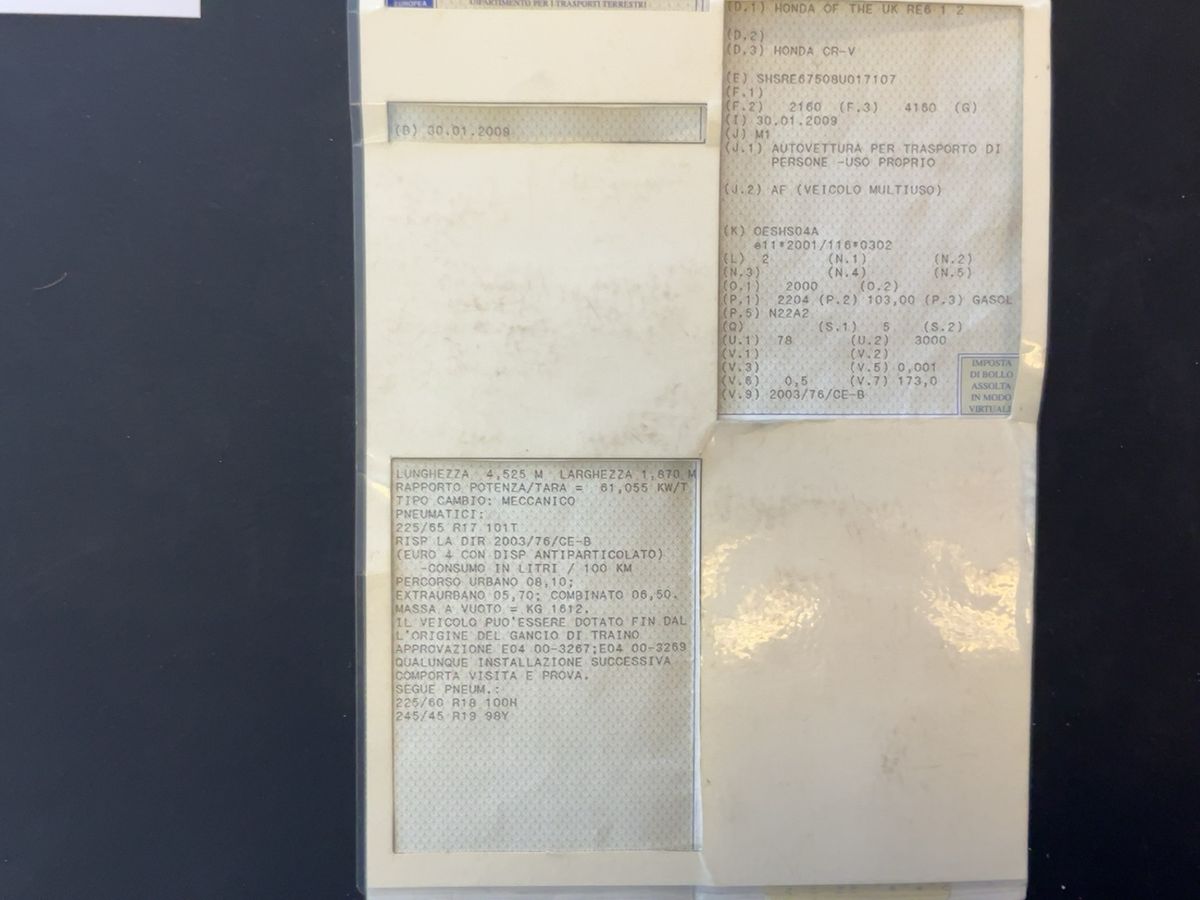 EUROPEA
DIPARTIMENTO PER I TRASPORTI TERRESTRI
(B) 30.01.2009
(D.1) HONDA OF THE UK RE6 1 2
(D.2)
(D.3) HONDA CR-V
(E) SHSRE67508U017107
(F.1)
(F.2) 2160 (F.3) 4160 (G)
(I) 30.01.2009
(J) M1
(J.1) AUTOVETTURA PER TRASPORTO DI
PERSONE -USO PROPRIO
(J.2) AF (VEICOLO MULTIUSO)
(K) OESHS04A
e11*2001/116*0302
(L) 2 (N.1) (N.2)
(N.3) (N.4) (N.5)
(O.1) 2000 (O.2)
(P.1) 2204 (P.2) 103,00 (P.3) GASOL
(P.5) N22A2
(Q) (S.1) 5 (S.2)
(U.1) 78 (U.2) 3000
(V.1) (V.2)
(V.3) (V.5) 0,001
(V.6) 0,5 (V.7) 173,0
(V.9) 2003/76/CE-B
IMPOSTA
DI BOLLO
ASSOLTA
IN MODO
VIRTUALE
LUNGHEZZA 4,525 M LARGHEZZA 1,870 M
RAPPORTO POTENZA/TARA = 61,055 KW/T
TIPO CAMBIO: MECCANICO
PNEUMATICI:
225/65 R17 101T
RISP LA DIR 2003/76/CE-B
(EURO 4 CON DISP ANTIPARTICOLATO)
-CONSUMO IN LITRI / 100 KM
PERCORSO URBANO 08,10;
EXTRAURBANO 05,70; COMBINATO 06,50.
MASSA A VUOTO = KG 1612.
IL VEICOLO PUO'ESSERE DOTATO FIN DAL
L'ORIGINE DEL GANCIO DI TRAINO
APPROVAZIONE E04 00-3267;E04 00-3269
QUALUNQUE INSTALLAZIONE SUCCESSIVA
COMPORTA VISITA E PROVA.
SEGUE PNEUM.:
225/60 R18 100H
245/45 R19 98Y